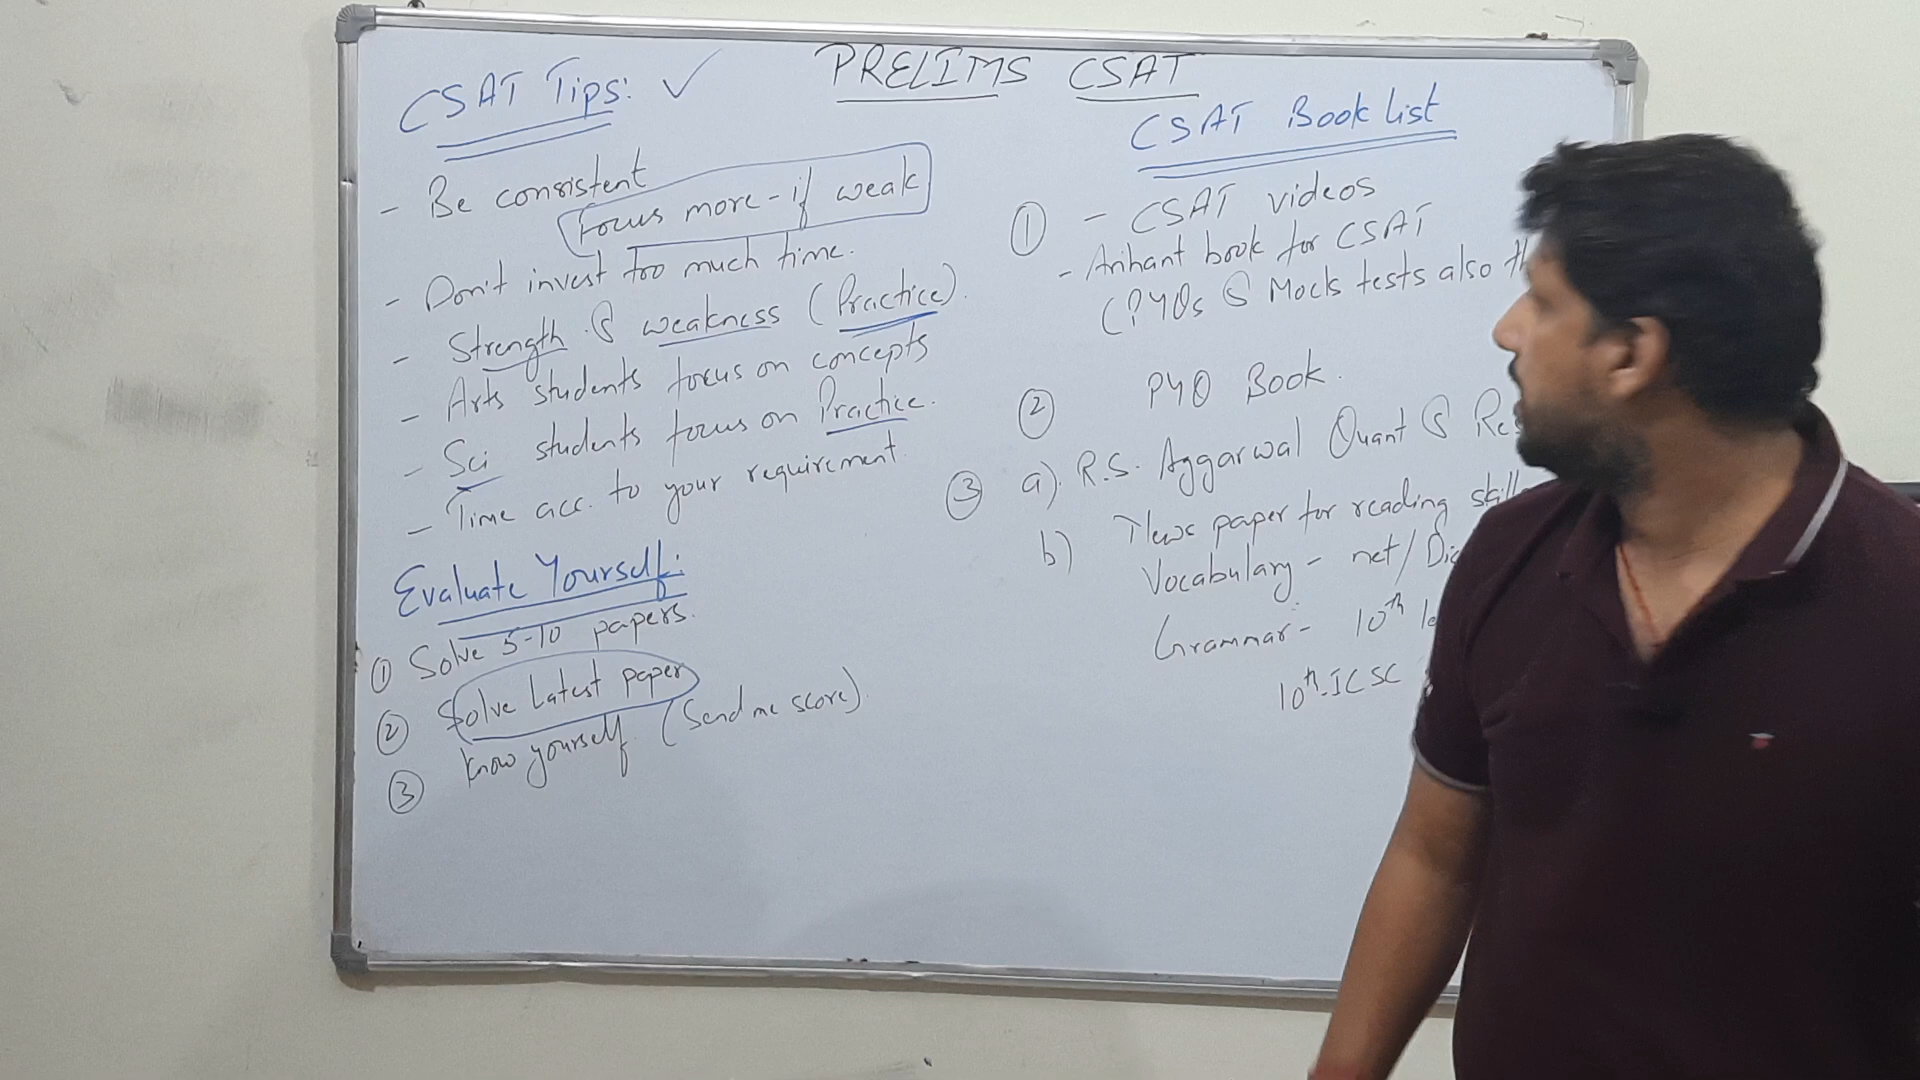 PRELIMS CSAT
CSAT Tips: ✓
- Be consistent
Focus more - if weak
- Don't invest too much time.
- Strength & weakness (Practice).
- Arts students focus on concepts
- Sci students focus on Practice.
- Time acc. to your requirement.
Evaluate Yourself:
① Solve 5-10 papers.
② Solve Latest paper
③ know yourself. (Send me score).
CSAT Book List
① - CSAT videos
- Arihant book for CSAT
(PYQs & Mock tests also
② PYQ Book.
③ a). R.S. Aggarwal Quant &
b) News paper for reading
Vocabulary - net/
Grammar - 10th
10th ICSC